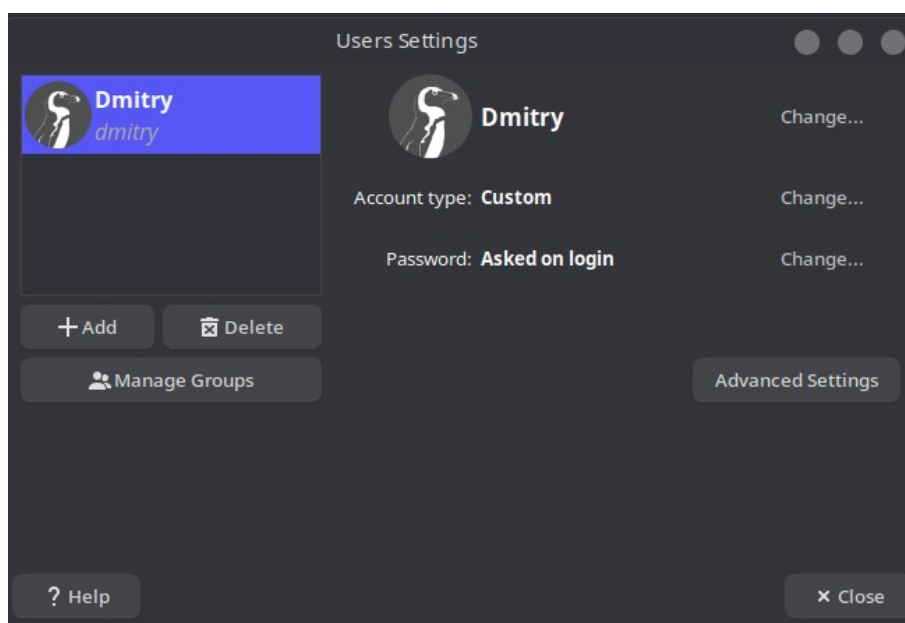 Users Settings
Dmitry
dmitry
Dmitry
Change...
Account type: Custom
Change...
Password: Asked on login
Change...
Add
Delete
Manage Groups
Advanced Settings
? Help
Close